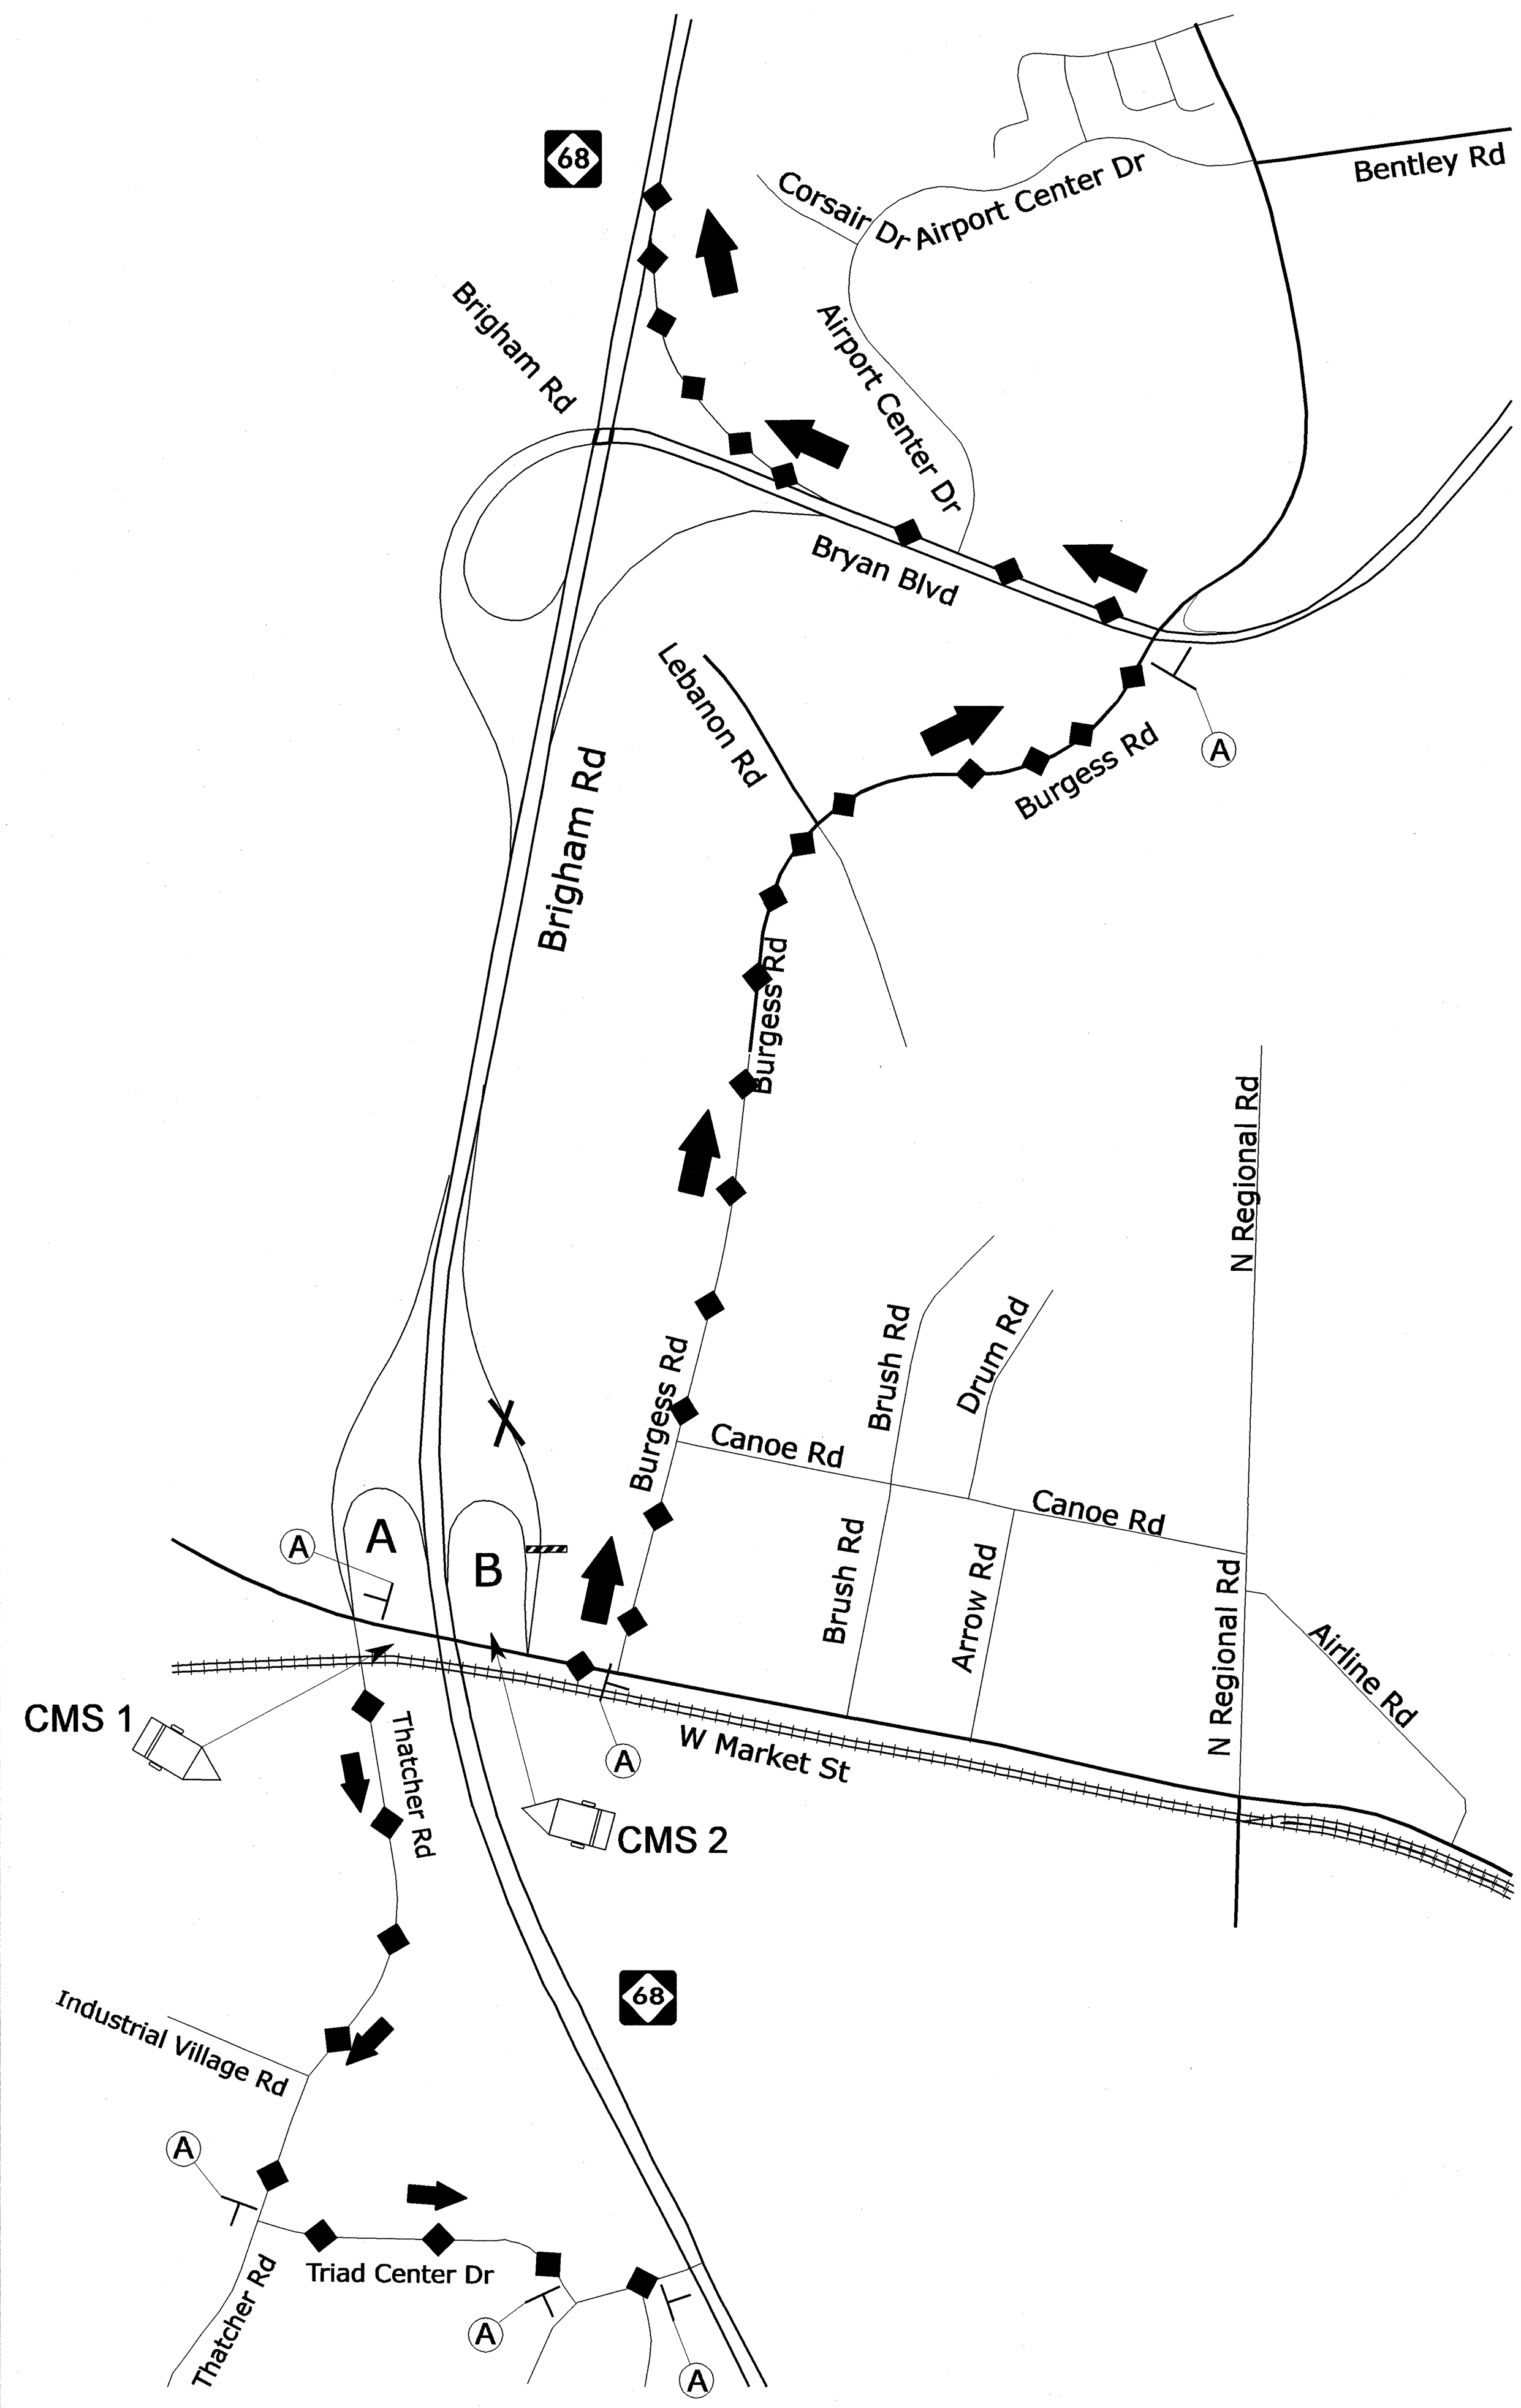 68
Bentley Rd
Corsair Dr
Airport Center Dr
Brigham Rd
Airport Center Dr
Bryan Blvd
Lebanon Rd
A
Burgess Rd
Brigham Rd
Burgess Rd
N Regional Rd
Brush Rd
Drum Rd
Burgess Rd
Canoe Rd
Canoe Rd
A
A
B
Brush Rd
Arrow Rd
N Regional Rd
Airline Rd
CMS 1
Thatcher Rd
A
W Market St
CMS 2
68
Industrial Village Rd
A
Triad Center Dr
Thatcher Rd
A
A